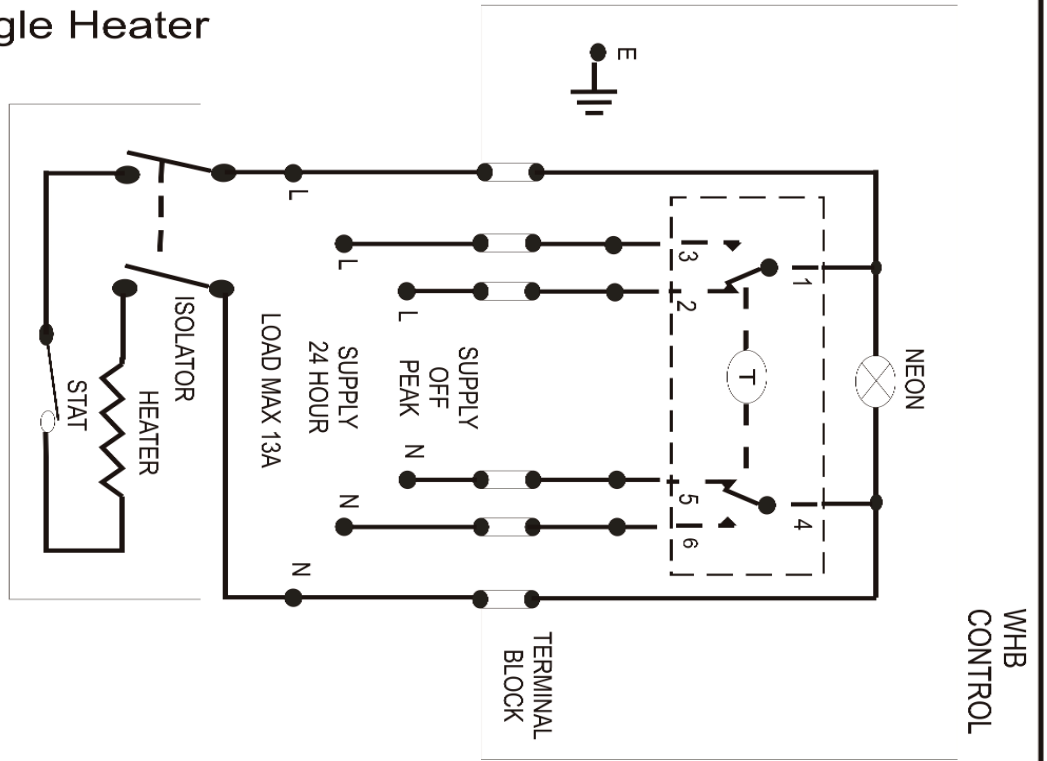 gle Heater
E
L
L
L
3
2
1
T
NEON
ISOLATOR
LOAD MAX 13A
SUPPLY
24 HOUR
SUPPLY
OFF
PEAK
STAT
HEATER
N
N
N
5
6
4
TERMINAL
BLOCK
WHB
CONTROL